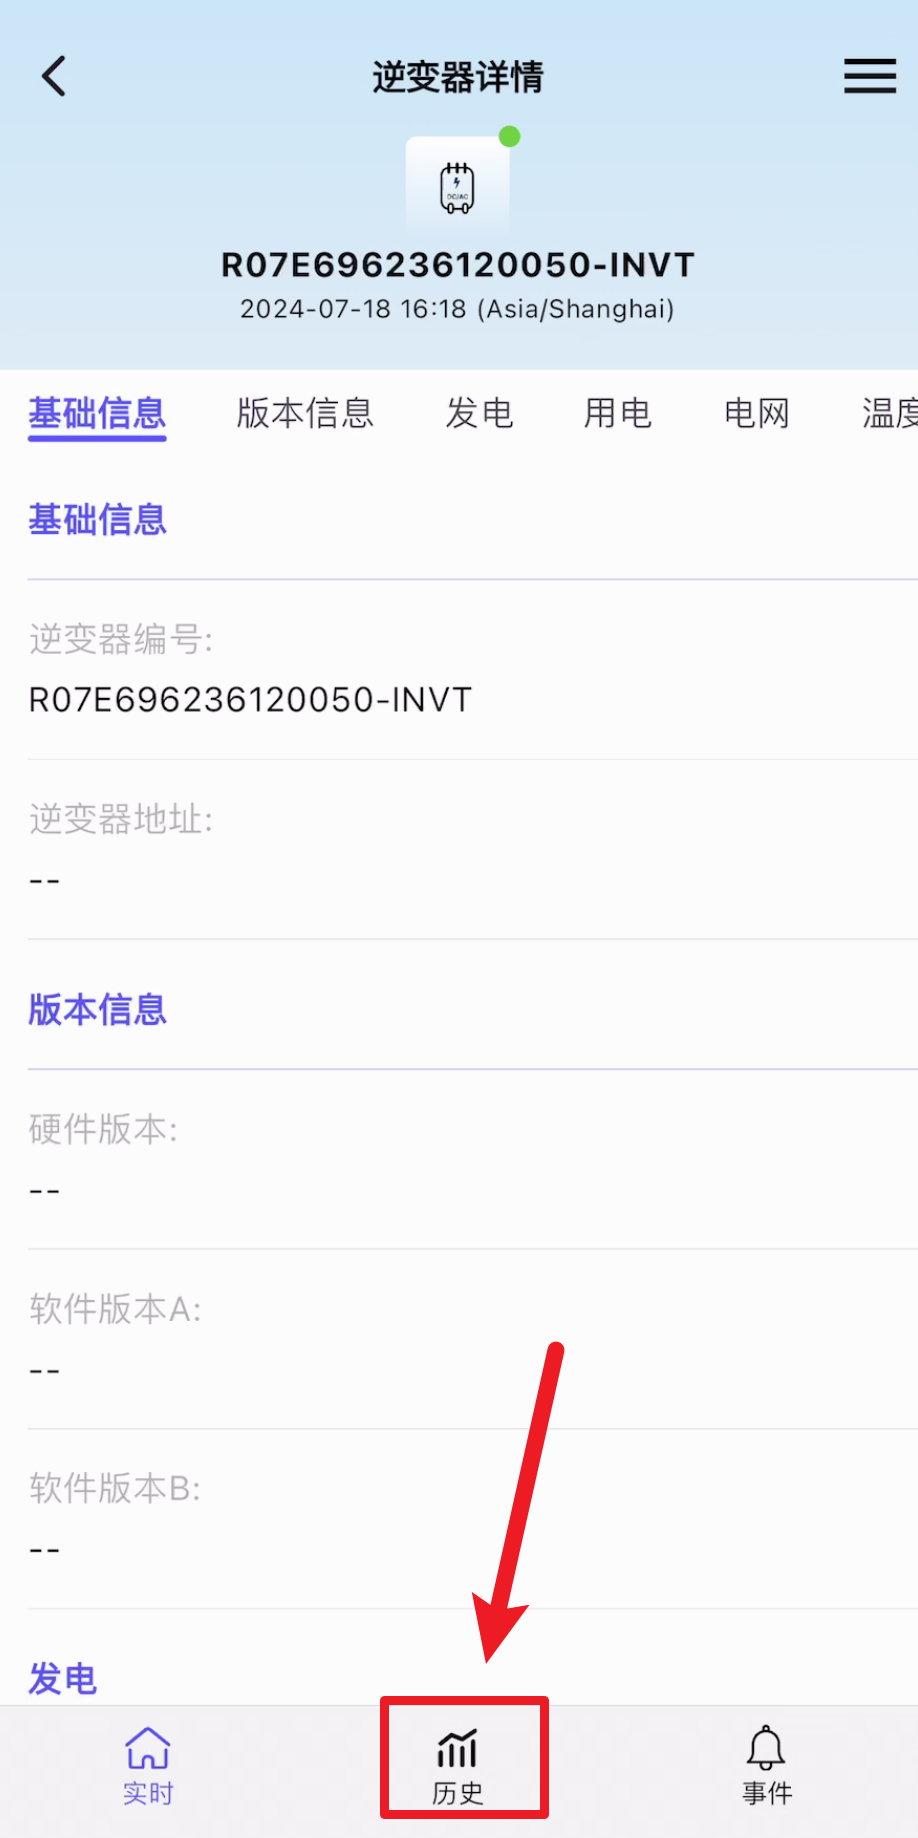 逆变器详情
DC/AC
R07E696236120050-INVT
2024-07-18 16:18 (Asia/Shanghai)
基础信息 版本信息 发电 用电 电网 温度
基础信息
逆变器编号:
R07E696236120050-INVT
逆变器地址:
--
版本信息
硬件版本:
--
软件版本A:
--
软件版本B:
--
发电
实时 历史 事件